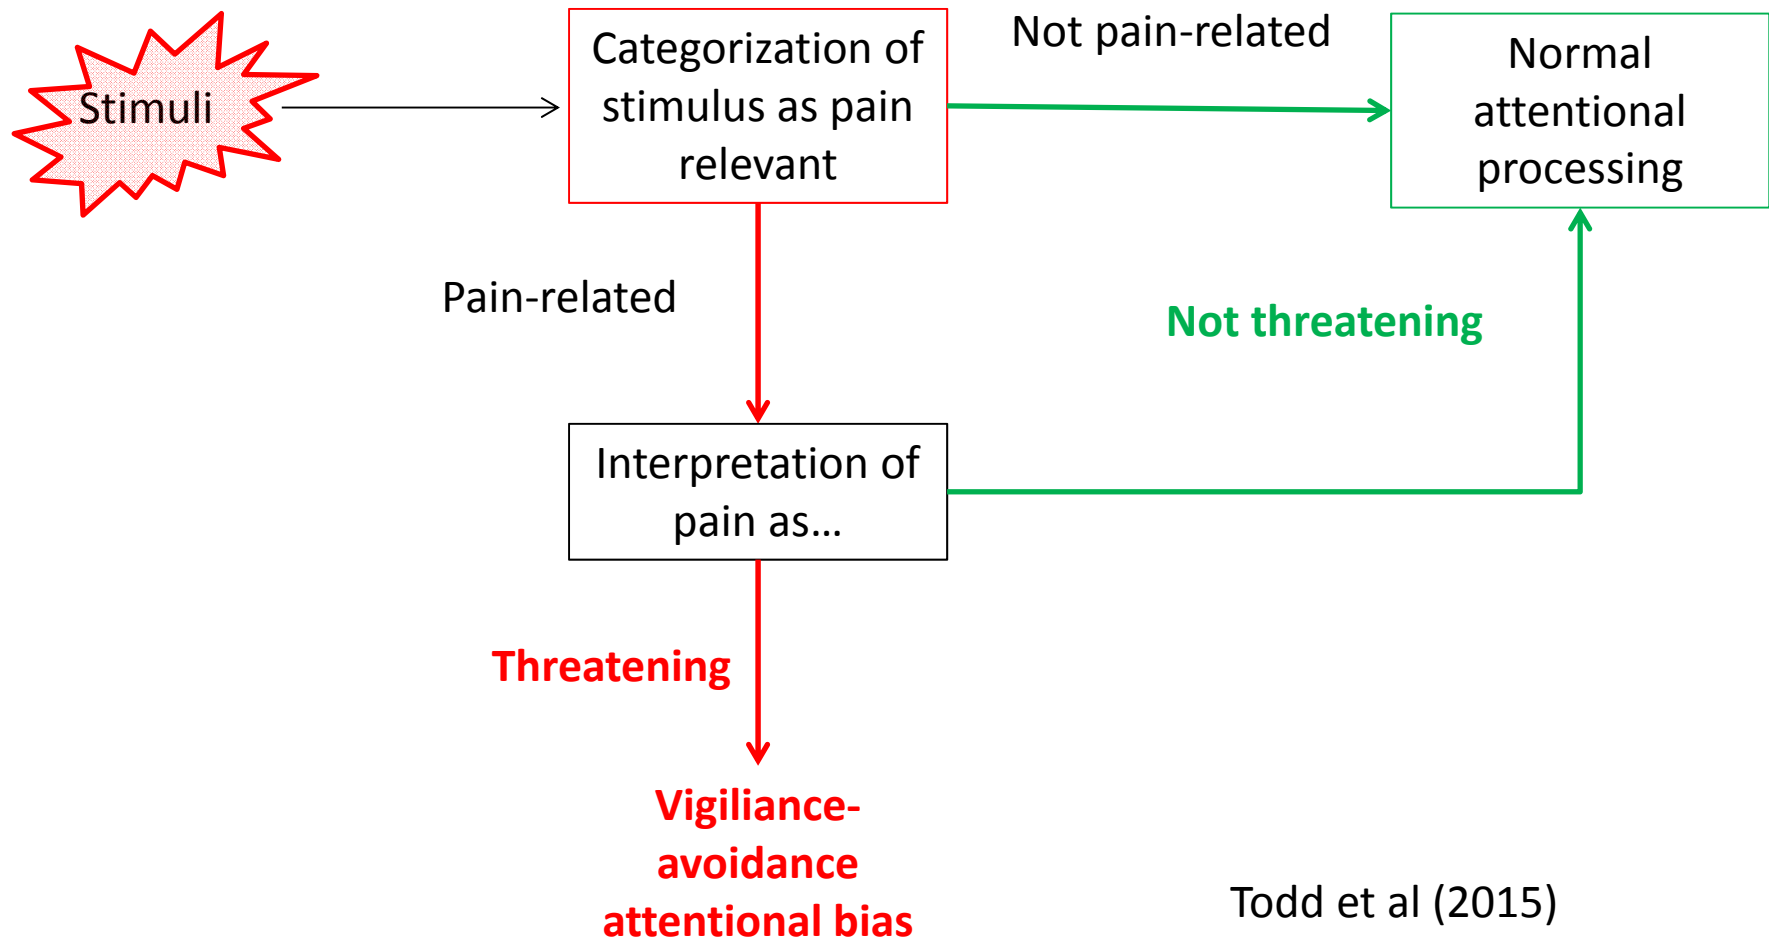 Stimuli
Categorization of
stimulus as pain
relevant
Not pain-related
Normal
attentional
processing
Pain-related
Not threatening
Interpretation of
pain as...
Threatening
Vigiliance-
avoidance
attentional bias
Todd et al (2015)